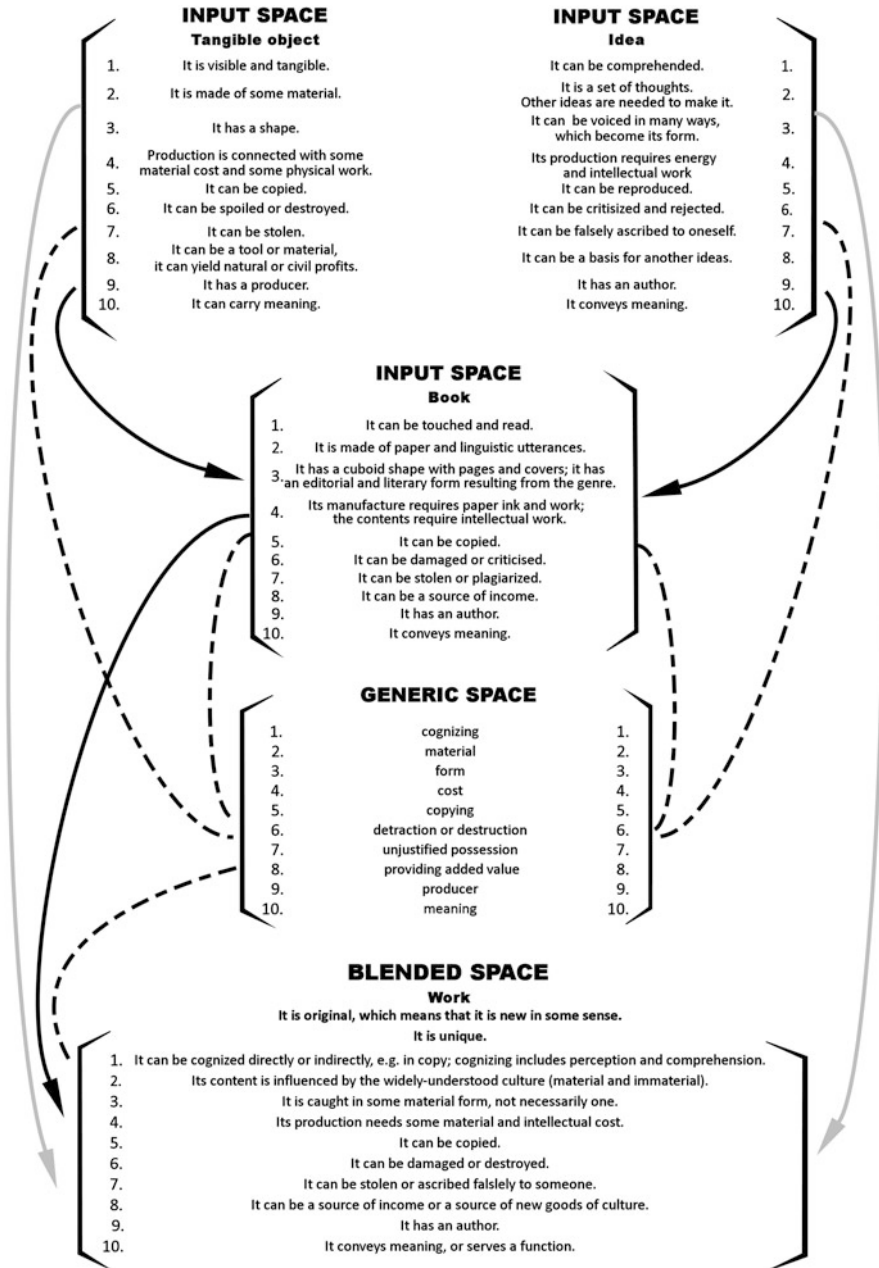 INPUT SPACE
Tangible object
1. It is visible and tangible.
2. It is made of some material.
3. It has a shape.
4. Production is connected with some
material cost and some physical work.
5. It can be copied.
6. It can be spoiled or destroyed.
7. It can be stolen.
8. It can be a tool or material,
it can yield natural or civil profits.
9. It has a producer.
10. It can carry meaning.
INPUT SPACE
Idea
It can be comprehended. 1.
It is a set of thoughts.
Other ideas are needed to make it. 2.
It can be voiced in many ways,
which become its form. 3.
Its production requires energy
and intellectual work 4.
It can be reproduced. 5.
It can be critisized and rejected. 6.
It can be falsely ascribed to oneself. 7.
It can be a basis for another ideas. 8.
It has an author. 9.
It conveys meaning. 10.
INPUT SPACE
Book
1. It can be touched and read.
2. It is made of paper and linguistic utterances.
3. It has a cuboid shape with pages and covers; it has
an editorial and literary form resulting from the genre.
4. Its manufacture requires paper ink and work;
the contents require intellectual work.
5. It can be copied.
6. It can be damaged or criticised.
7. It can be stolen or plagiarized.
8. It can be a source of income.
9. It has an author.
10. It conveys meaning.
GENERIC SPACE
1. cognizing 1.
2. material 2.
3. form 3.
4. cost 4.
5. copying 5.
6. detraction or destruction 6.
7. unjustified possession 7.
8. providing added value 8.
9. producer 9.
10. meaning 10.
BLENDED SPACE
Work
It is original, which means that it is new in some sense.
It is unique.
1. It can be cognized directly or indirectly, e.g. in copy; cognizing includes perception and comprehension.
2. Its content is influenced by the widely-understood culture (material and immaterial).
3. It is caught in some material form, not necessarily one.
4. Its production needs some material and intellectual cost.
5. It can be copied.
6. It can be damaged or destroyed.
7. It can be stolen or ascribed falslely to someone.
8. It can be a source of income or a source of new goods of culture.
9. It has an author.
10. It conveys meaning, or serves a function.